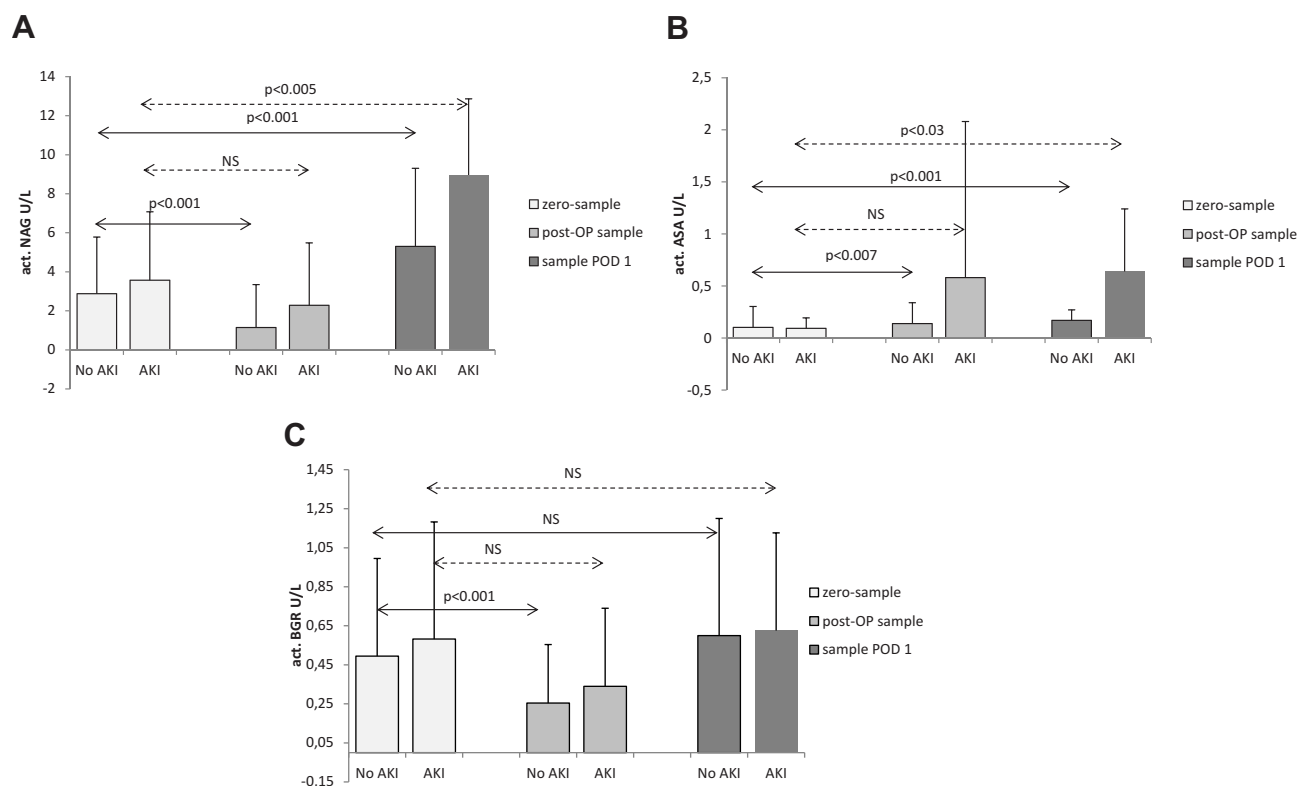 A
act. NAG U/L
14
12
10
8
6
4
2
0
-2
p<0.005
p<0.001
NS
p<0.001
No AKI AKI No AKI AKI No AKI AKI
zero-sample
post-OP sample
sample POD 1
B
act. ASA U/L
2,5
2
1,5
1
0,5
0
-0,5
p<0.03
p<0.001
NS
p<0.007
No AKI AKI No AKI AKI No AKI AKI
zero-sample
post-OP sample
sample POD 1
C
act. BGR U/L
1,45
1,25
1,05
0,85
0,65
0,45
0,25
0,05
-0.15
NS
NS
NS
p<0.001
No AKI AKI No AKI AKI No AKI AKI
zero-sample
post-OP sample
sample POD 1